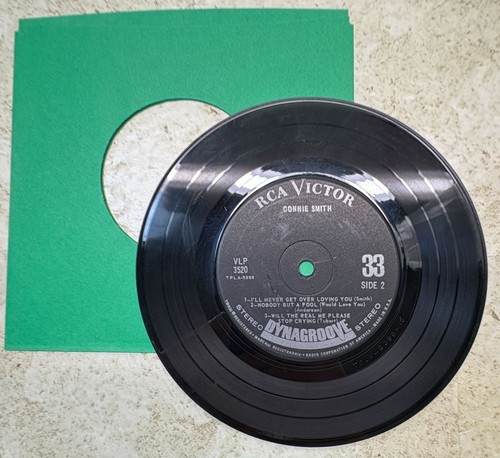 RCA VICTOR
CONNIE SMITH
VLP
3520
33
SIDE 2
1-I'LL NEVER GET OVER LOVING YOU (Smith)
2-NOBODY BUT A FOOL (Would Love You)
(Anderson)
3-WILL THE REAL ME PLEASE
STOP CRYING (Tubert)
STEREO
DYNAGROOVE
STEREO